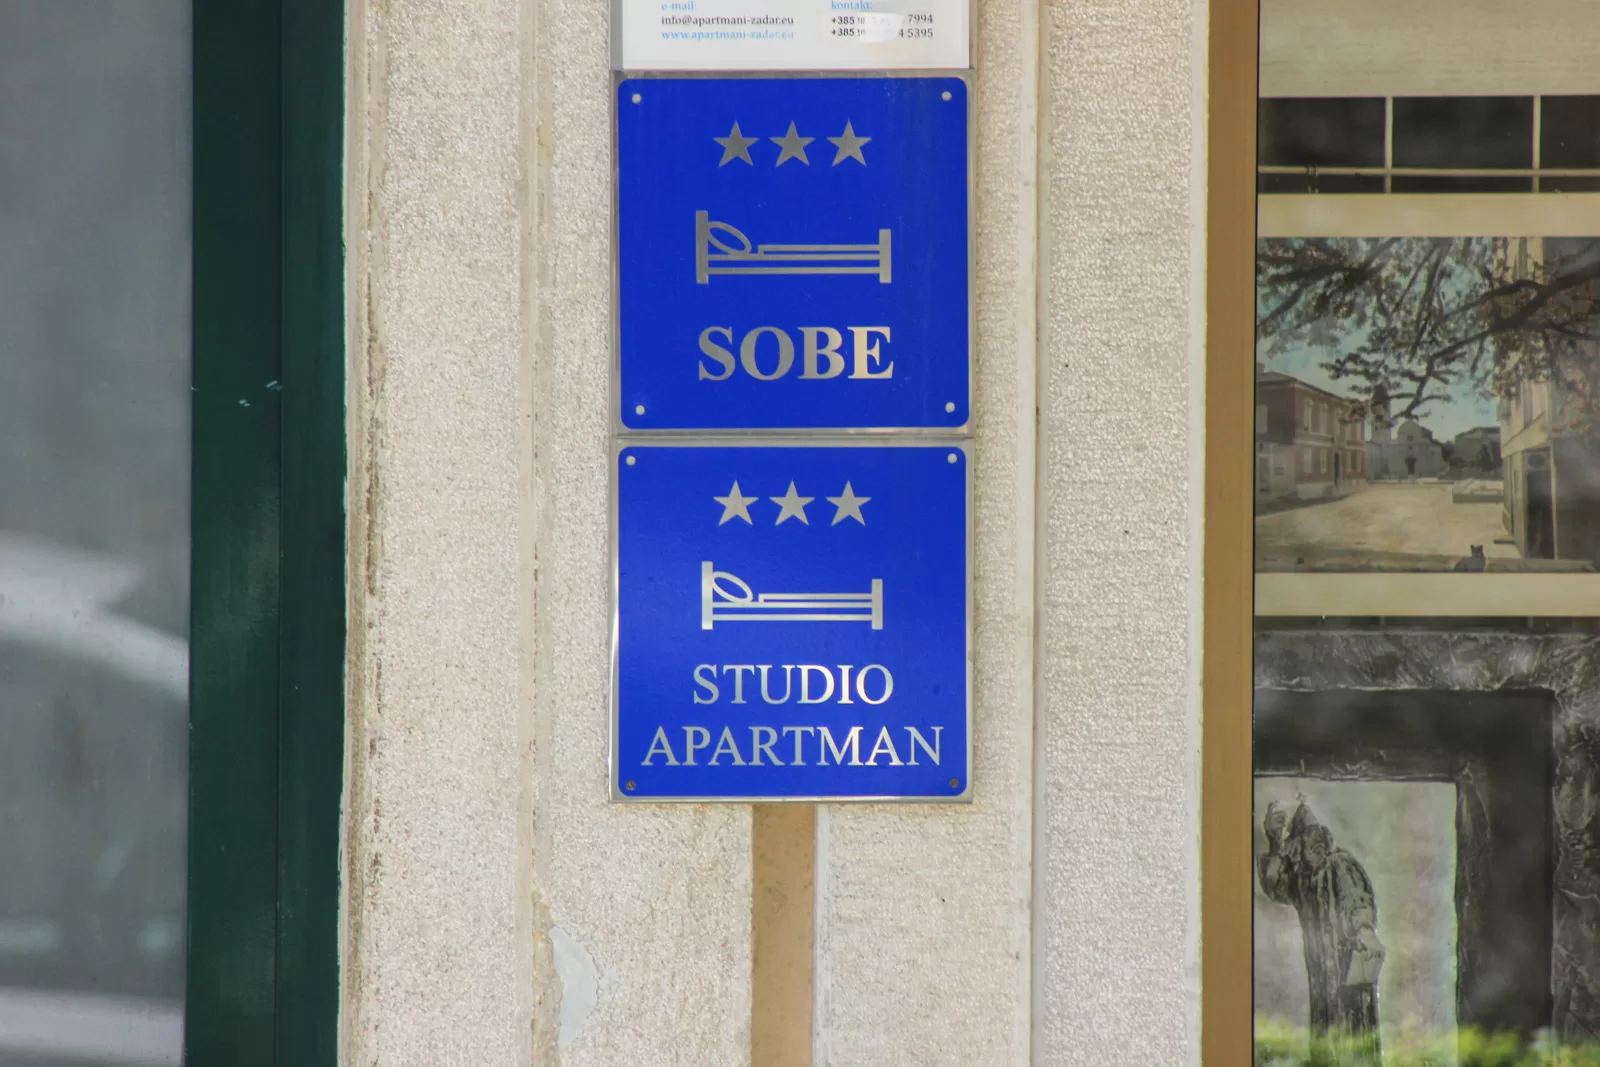 e-mail:
info@apartmani-zadar.eu
www.apartmani-zadar.eu
kontakt:
+385 7994
+385 4 5395
SOBE
STUDIO
APARTMAN